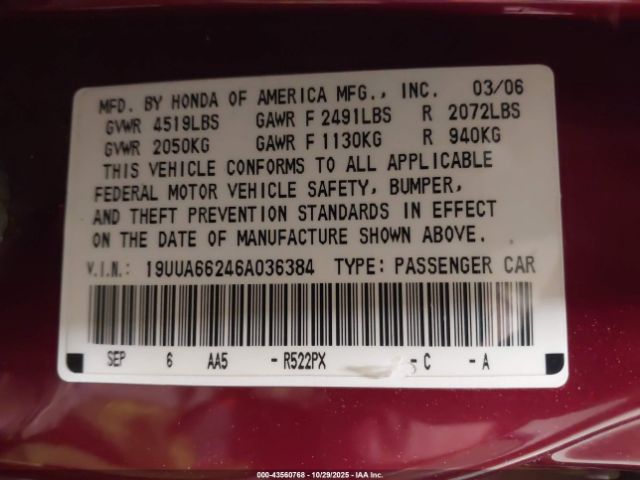 MFD. BY HONDA OF AMERICA MFG., INC. 03/06
GVWR 4519LBS GAWR F 2491LBS R 2072LBS
GVWR 2050KG GAWR F 1130KG R 940KG
THIS VEHICLE CONFORMS TO ALL APPLICABLE
FEDERAL MOTOR VEHICLE SAFETY, BUMPER,
AND THEFT PREVENTION STANDARDS IN EFFECT
ON THE DATE OF MANUFACTURE SHOWN ABOVE.
V.I.N.: 19UUA66246A036384 TYPE: PASSENGER CAR
SEP 6 AA5 - R522PX - C - A
000-43560768 - 10/29/2025 - IAA Inc.